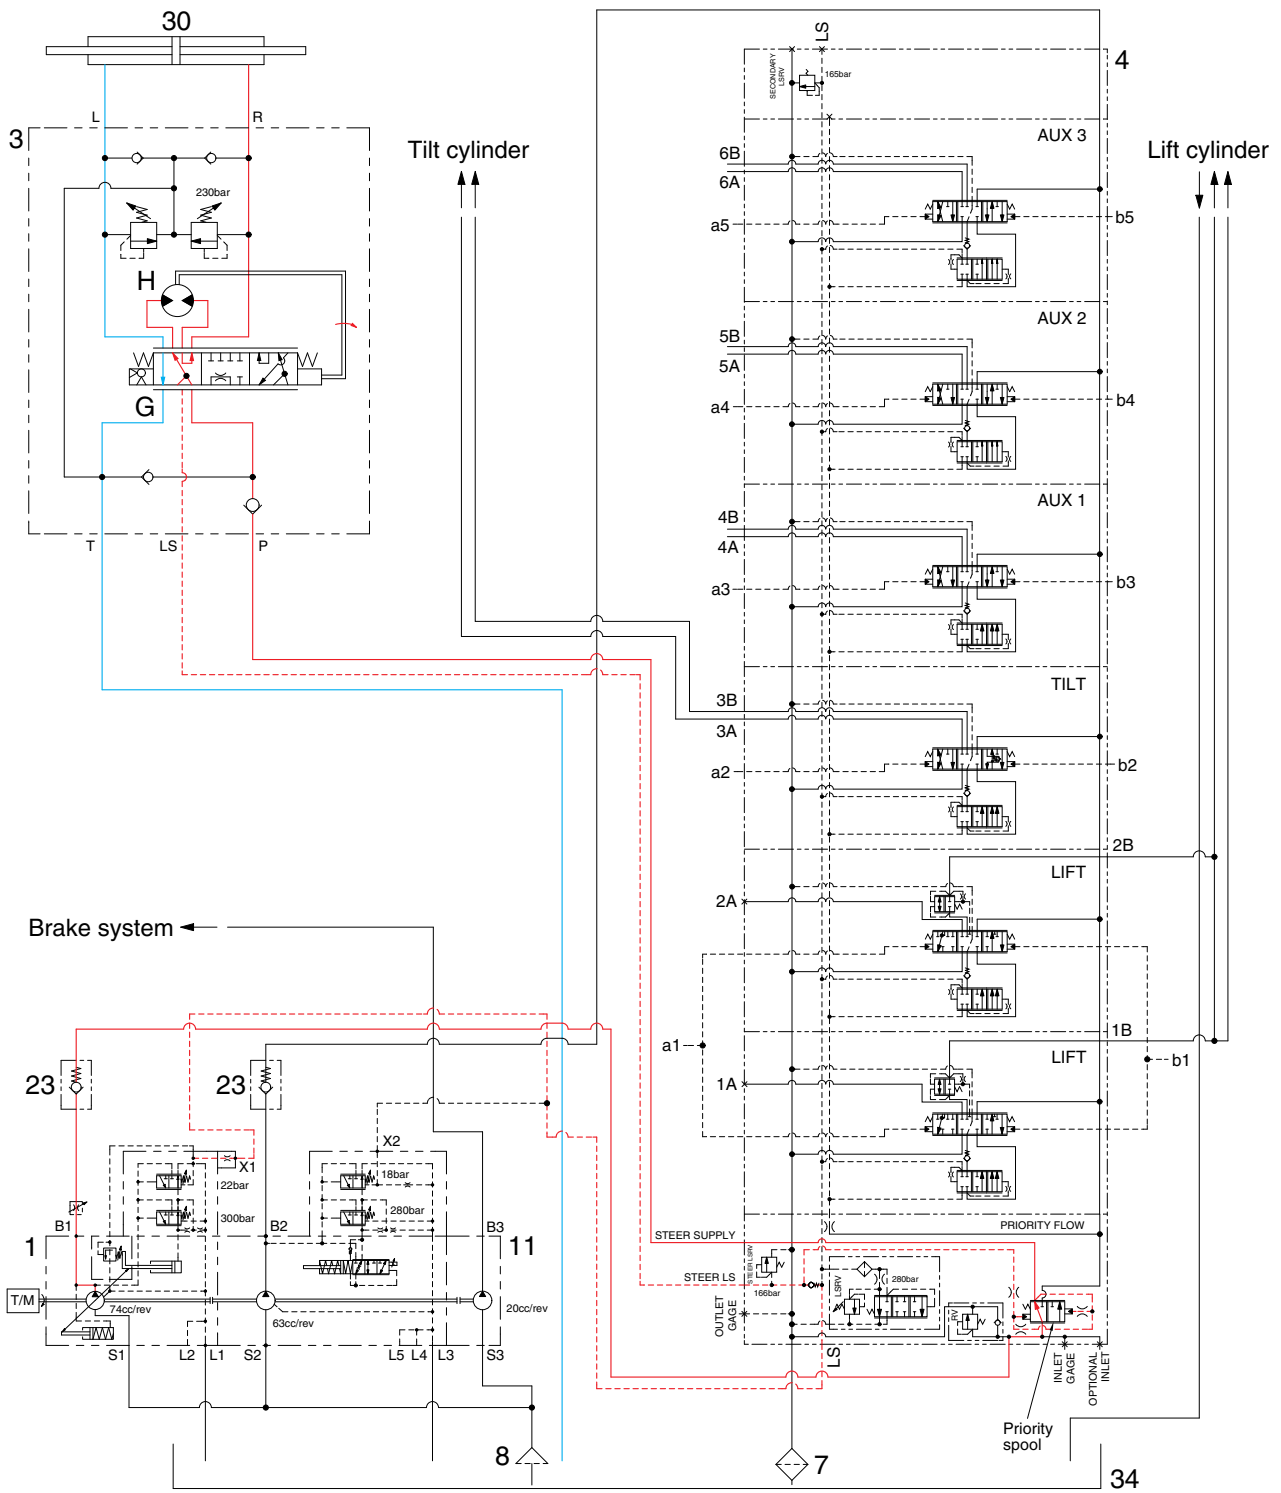 30
LS
4
SECONDARY
LSRV
165bar
L
R
3
AUX 3
Tilt cylinder
Lift cylinder
6B
6A
230bar
a5
b5
H
AUX 2
5B
5A
a4
b4
G
AUX 1
4B
4A
T
LS
P
a3
b3
TILT
3B
3A
a2
b2
2B
LIFT
2A
Brake system
1B
a1
LIFT
b1
1A
23
23
X2
X1
18bar
22bar
280bar
300bar
B1
B2
B3
PRIORITY FLOW
STEER SUPPLY
1
11
STEER LSRV
STEER LS
LSRV
280bar
166bar
T/M
74cc/rev
20cc/rev
63cc/rev
OUTLET
GAGE
RV
S1
L2
L1
S2
L5
L4
L3
S3
LS
INLET
GAGE
OPTIONAL
INLET
Priority
spool
8
7
34